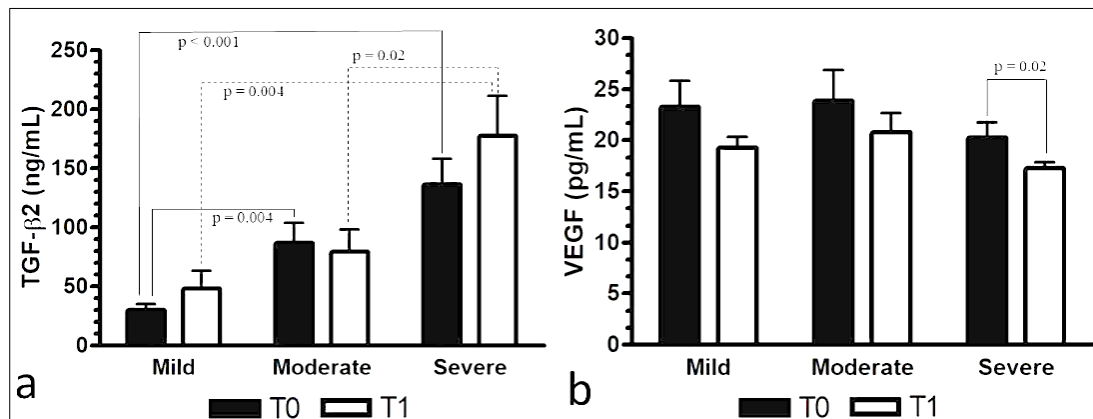 TGF-β2 (ng/mL)
250
200
150
100
50
0
p < 0.001
p = 0.02
p = 0.004
p = 0.004
Mild Moderate Severe
a
T0 T1
VEGF (pg/mL)
30
25
20
15
10
5
0
p = 0.02
Mild Moderate Severe
b
T0 T1